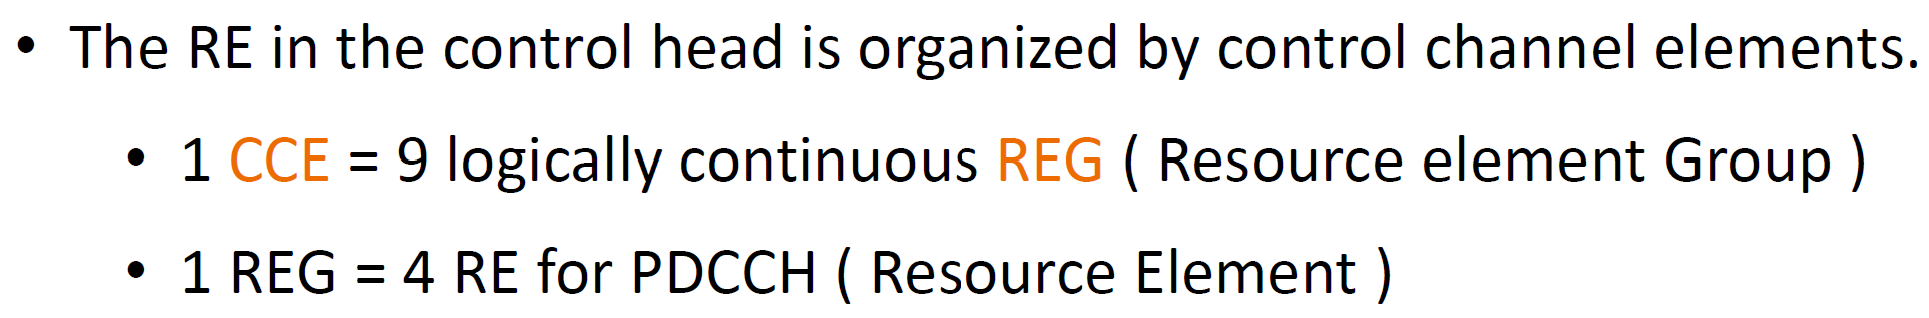 • The RE in the control head is organized by control channel elements.
• 1 CCE = 9 logically continuous REG ( Resource element Group )
• 1 REG = 4 RE for PDCCH ( Resource Element )